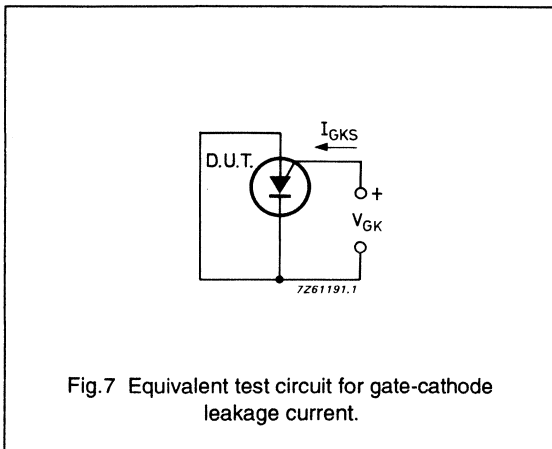 I_GKS
D.U.T.
+
V_GK
7Z61191.1
Fig.7 Equivalent test circuit for gate-cathode
leakage current.